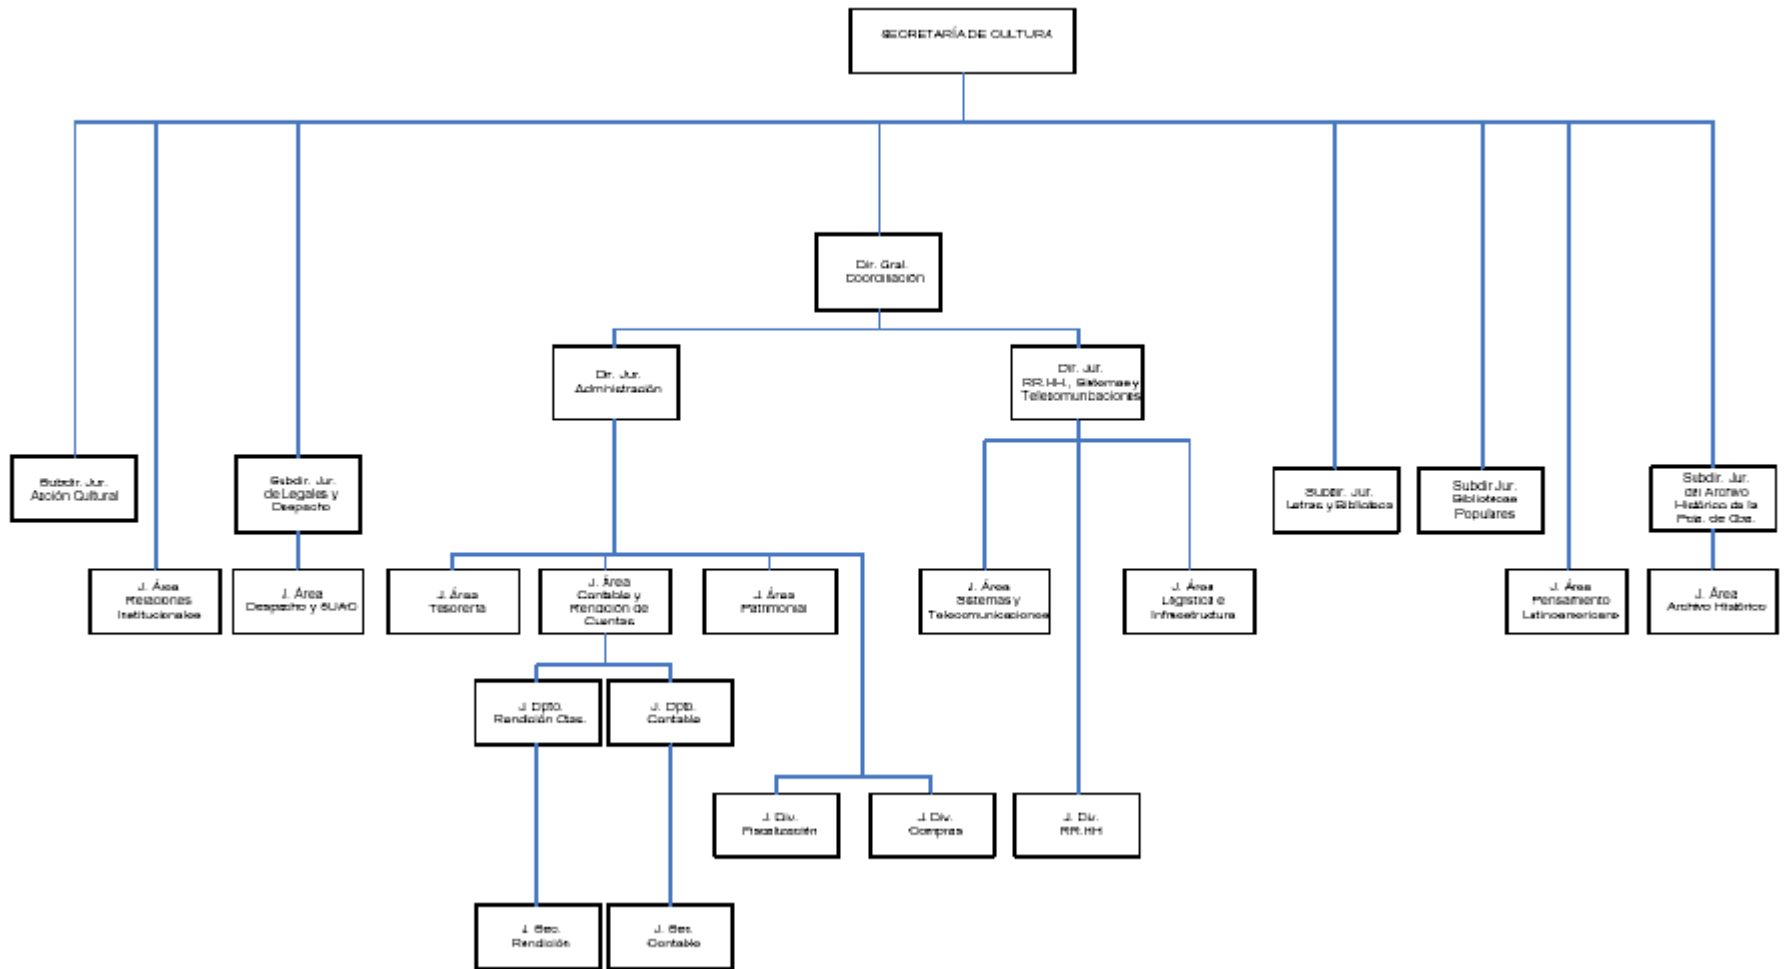 SECRETARÍA DE CULTURA
Dir. Gral.
Coordinación
Dir. Jur.
Administración
Dir. Jur.
RR.HH., Sistemas y
Telecomunicaciones
Subdir. Jur.
Acción Cultural
Subdir. Jur.
de Legales y
Despacho
Subdir. Jur.
Letras y Biblioteca
Subdir Jur.
Bibliotecas
Populares
Subdir. Jur.
del Archivo
Histórico de la
Pcia. de Cba.
J. Área
Relaciones
Institucionales
J. Área
Despacho y SUAC
J. Área
Tesorería
J. Área
Contable y
Rendición de
Cuentas
J. Área
Patrimonial
J. Área
Sistemas y
Telecomunicaciones
J. Área
Logística e
Infraestructura
J. Área
Pensamiento
Latinoamericano
J. Área
Archivo Histórico
J. Dpto.
Rendición Ctas.
J. Dpto.
Contable
J. Div.
Fiscalización
J. Div.
Compras
J. Div.
RR.HH
J. Sec.
Rendición
J. Sec.
Contable